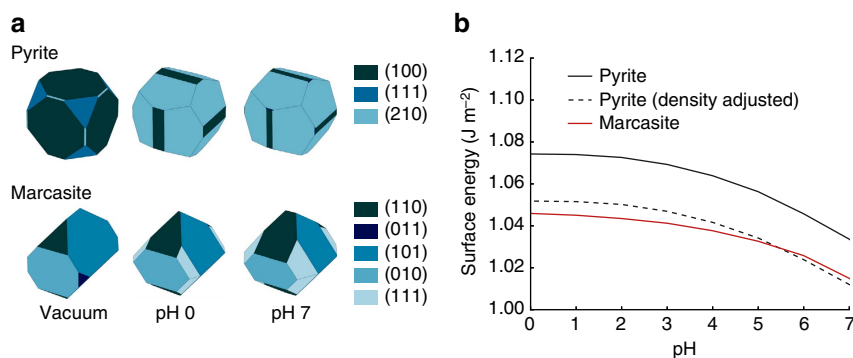 a
Pyrite
(100)
(111)
(210)
Marcasite
(110)
(011)
(101)
(010)
(111)
Vacuum pH 0 pH 7
b
1.12
1.10
1.08
1.06
1.04
1.02
1.00
Surface energy (J m⁻²)
Pyrite
Pyrite (density adjusted)
Marcasite
0 1 2 3 4 5 6 7
pH